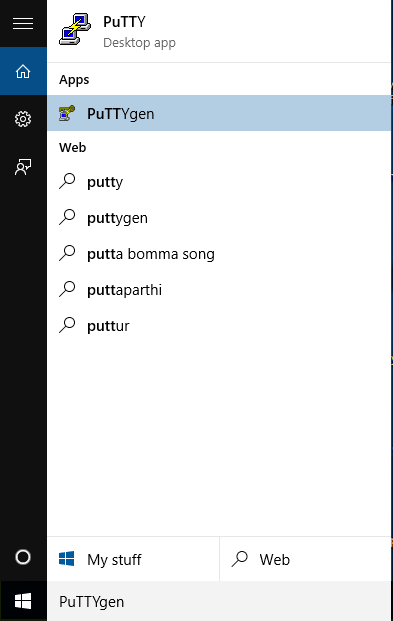 PuTTY
Desktop app
Apps
PuTTYgen
Web
putty
puttygen
putta bomma song
puttaparthi
puttur
My stuff
Web
PuTTYgen